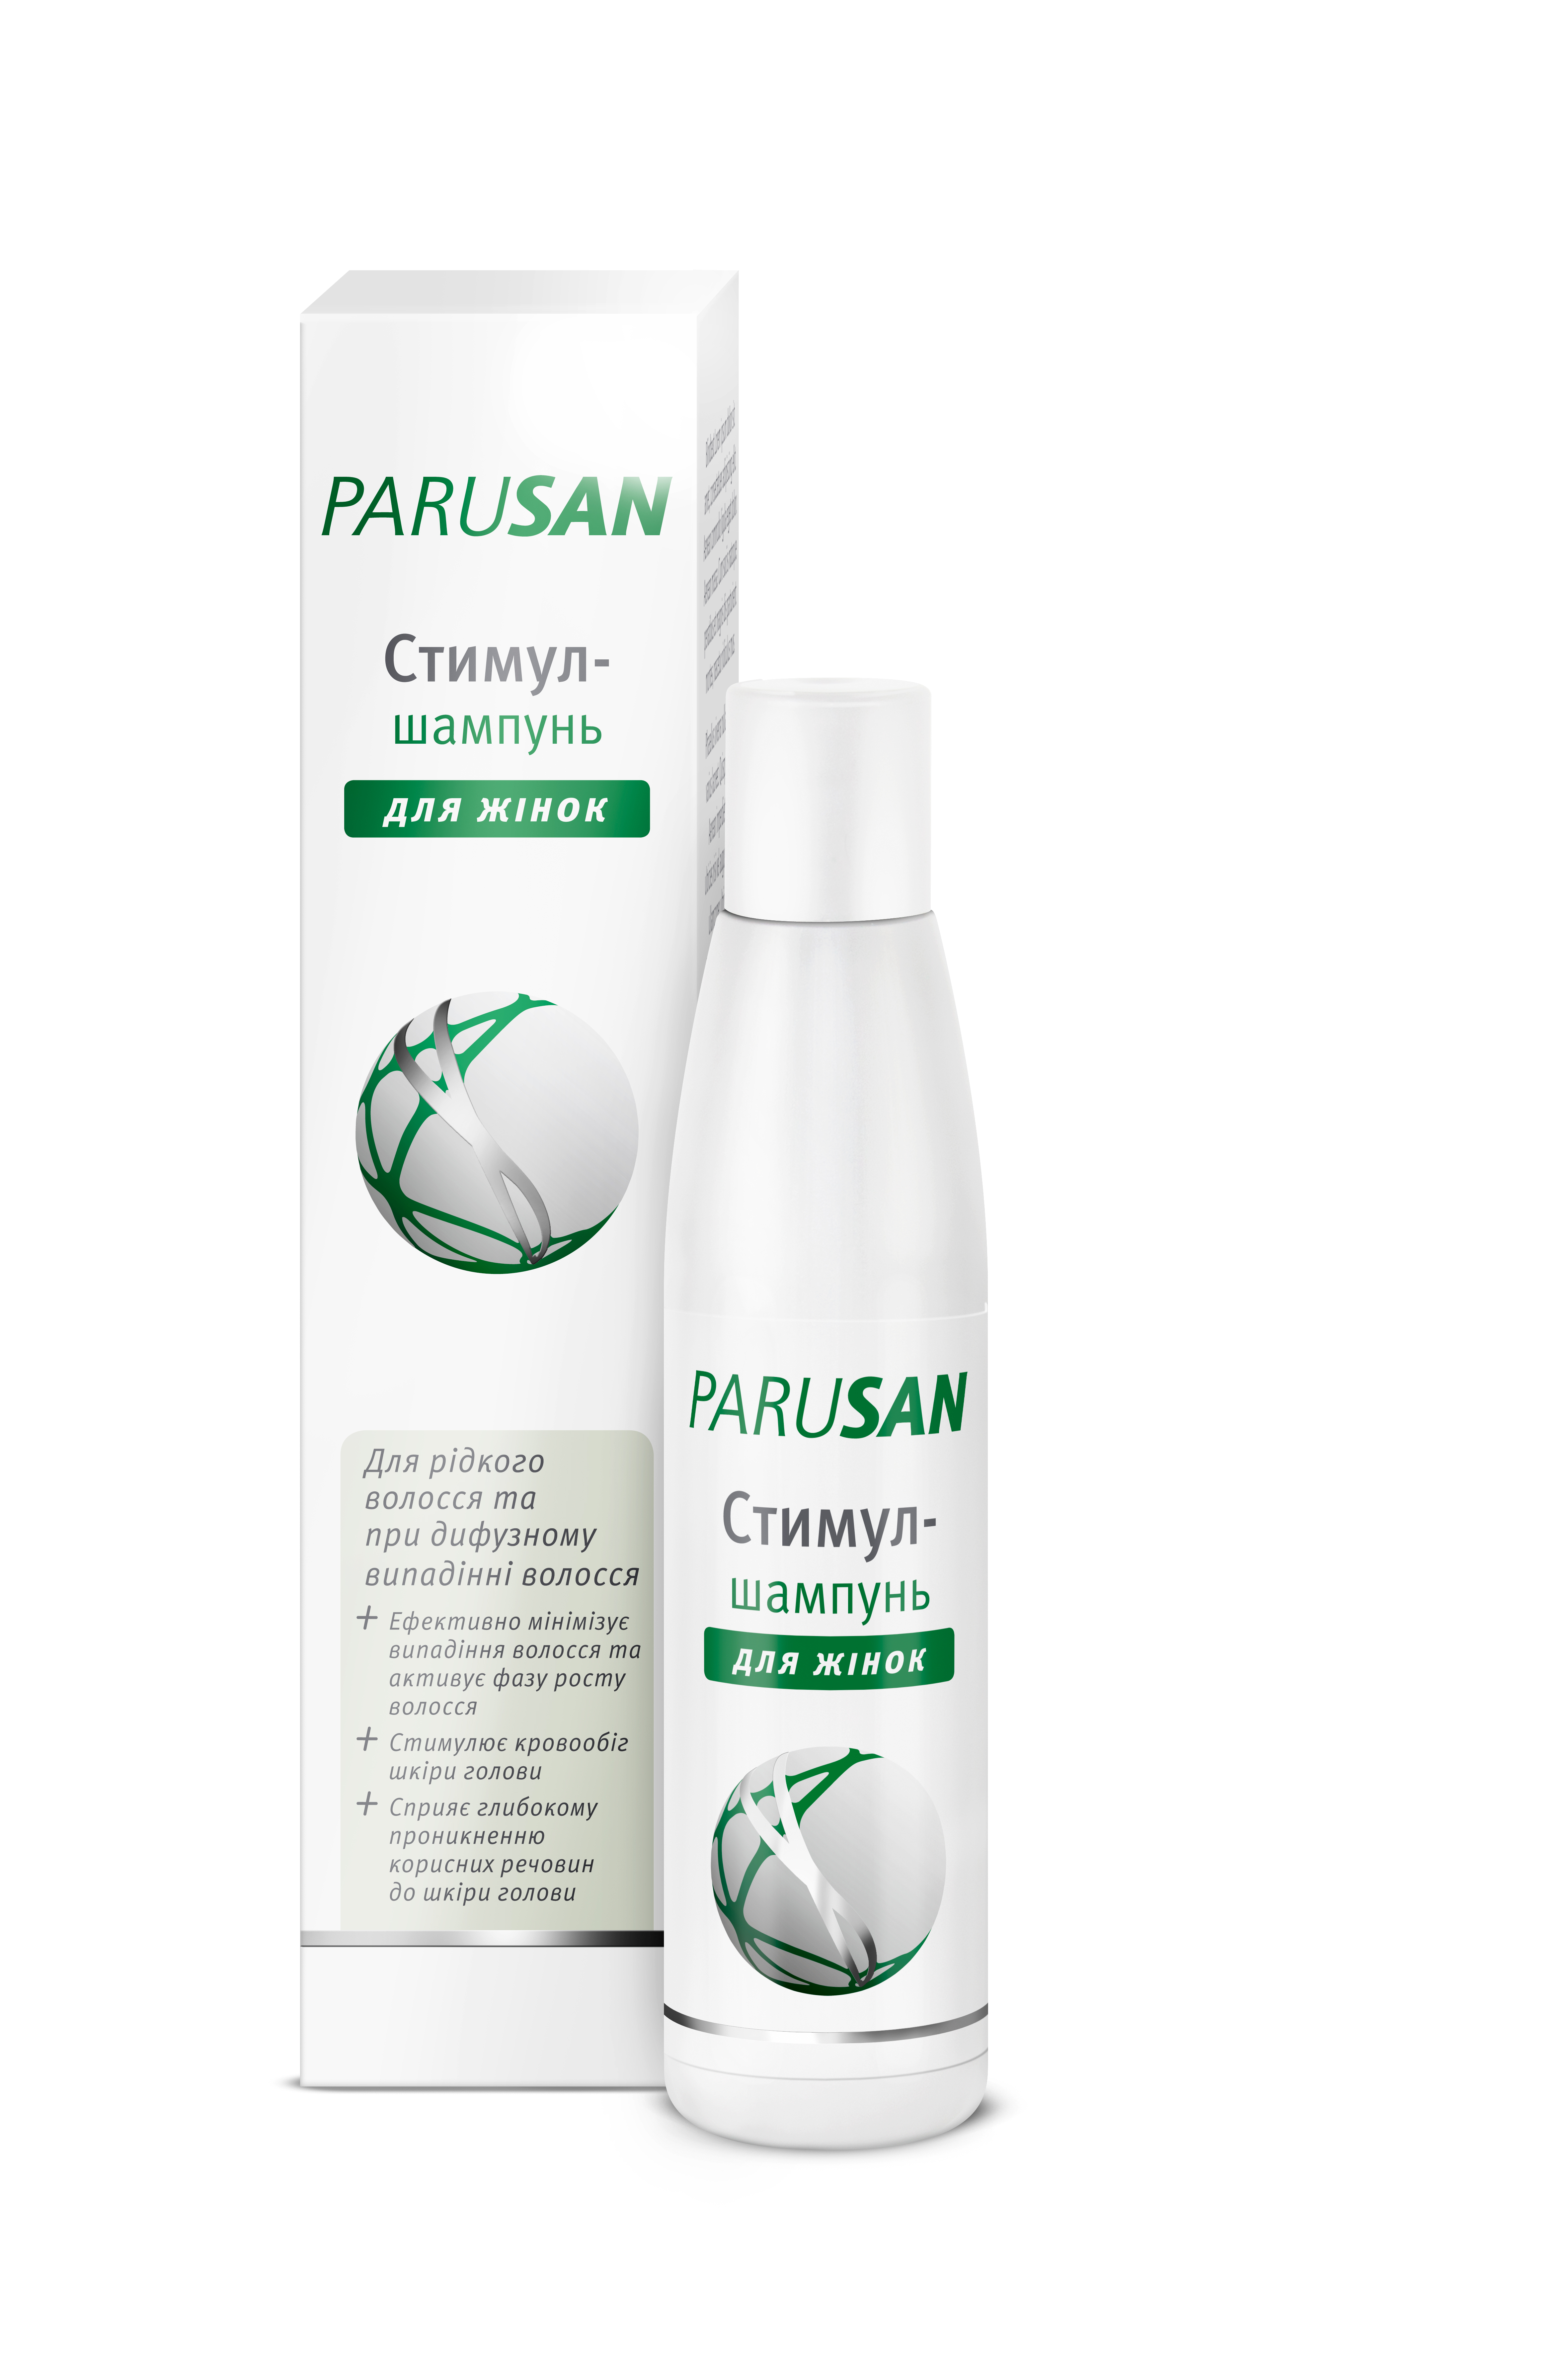 PARUSAN
Стимул-
шампунь
для жінок
Для рідкого
волосся та
при дифузному
випадінні волосся
+ Ефективно мінімізує
випадіння волосся та
активує фазу росту
волосся
+ Стимулює кровообіг
шкіри голови
+ Сприяє глибокому
проникненню
корисних речовин
до шкіри голови
PARUSAN
Стимул-
шампунь
для жінок